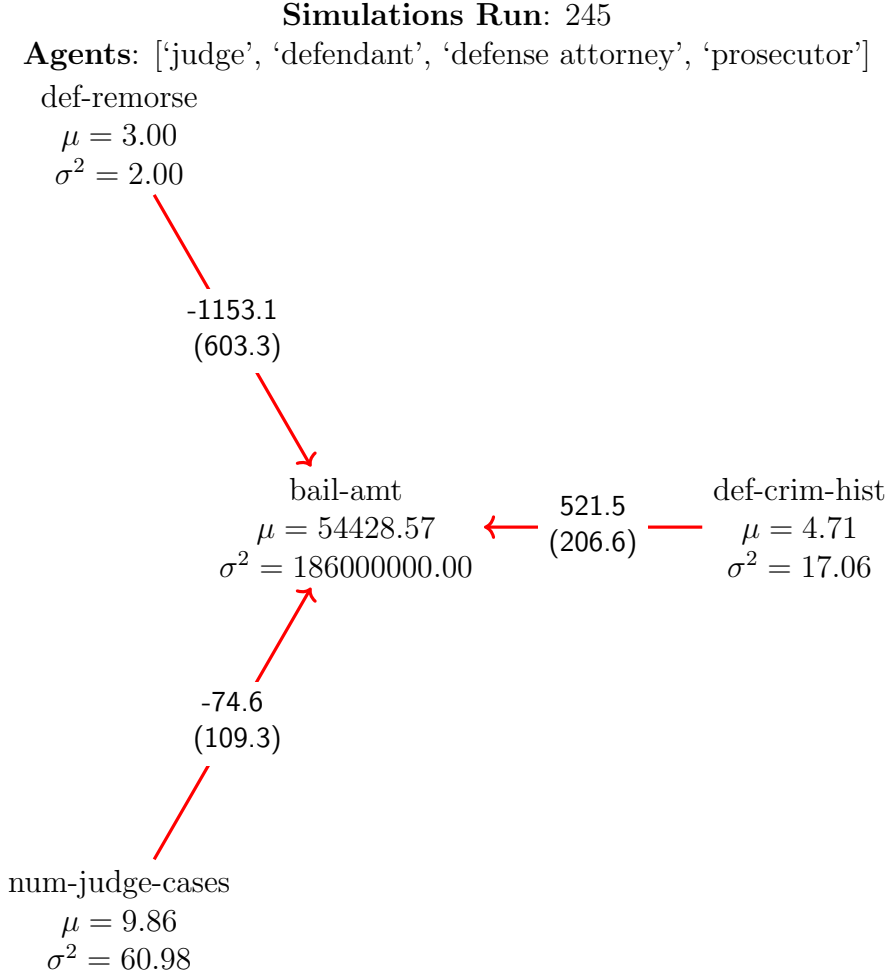 Simulations Run: 245
Agents: [‘judge’, ‘defendant’, ‘defense attorney’, ‘prosecutor’]
def-remorse
μ = 3.00
σ² = 2.00
-1153.1
(603.3)
bail-amt
μ = 54428.57
σ² = 186000000.00
521.5
(206.6)
def-crim-hist
μ = 4.71
σ² = 17.06
-74.6
(109.3)
num-judge-cases
μ = 9.86
σ² = 60.98